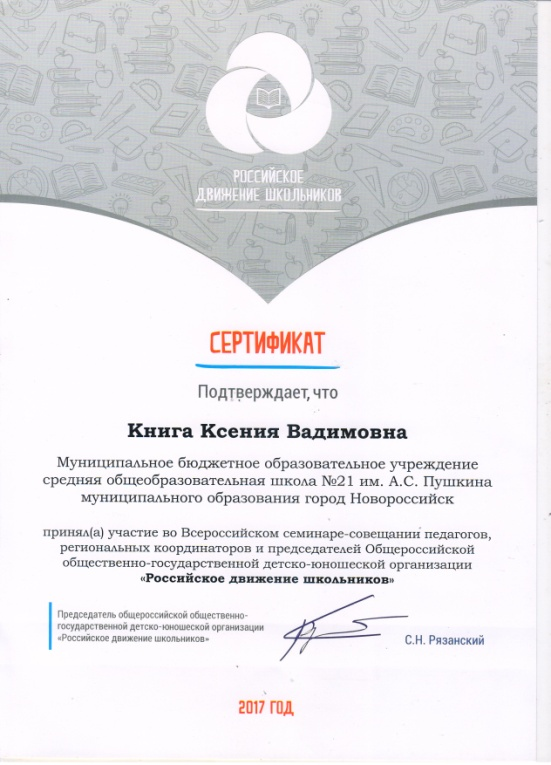 РОССИЙСКОЕ
ДВИЖЕНИЕ ШКОЛЬНИКОВ
СЕРТИФИКАТ
Подтверждает, что
Книга Ксения Вадимовна
Муниципальное бюджетное образовательное учреждение
средняя общеобразовательная школа №21 им. А.С. Пушкина
муниципального образования город Новороссийск
принял(а) участие во Всероссийском семинаре-совещании педагогов,
региональных координаторов и председателей Общероссийской
общественно-государственной детско-юношеской организации
«Российское движение школьников»
Председатель общероссийской общественно-
государственной детско-юношеской организации
«Российское движение школьников»
С.Н. Рязанский
2017 ГОД